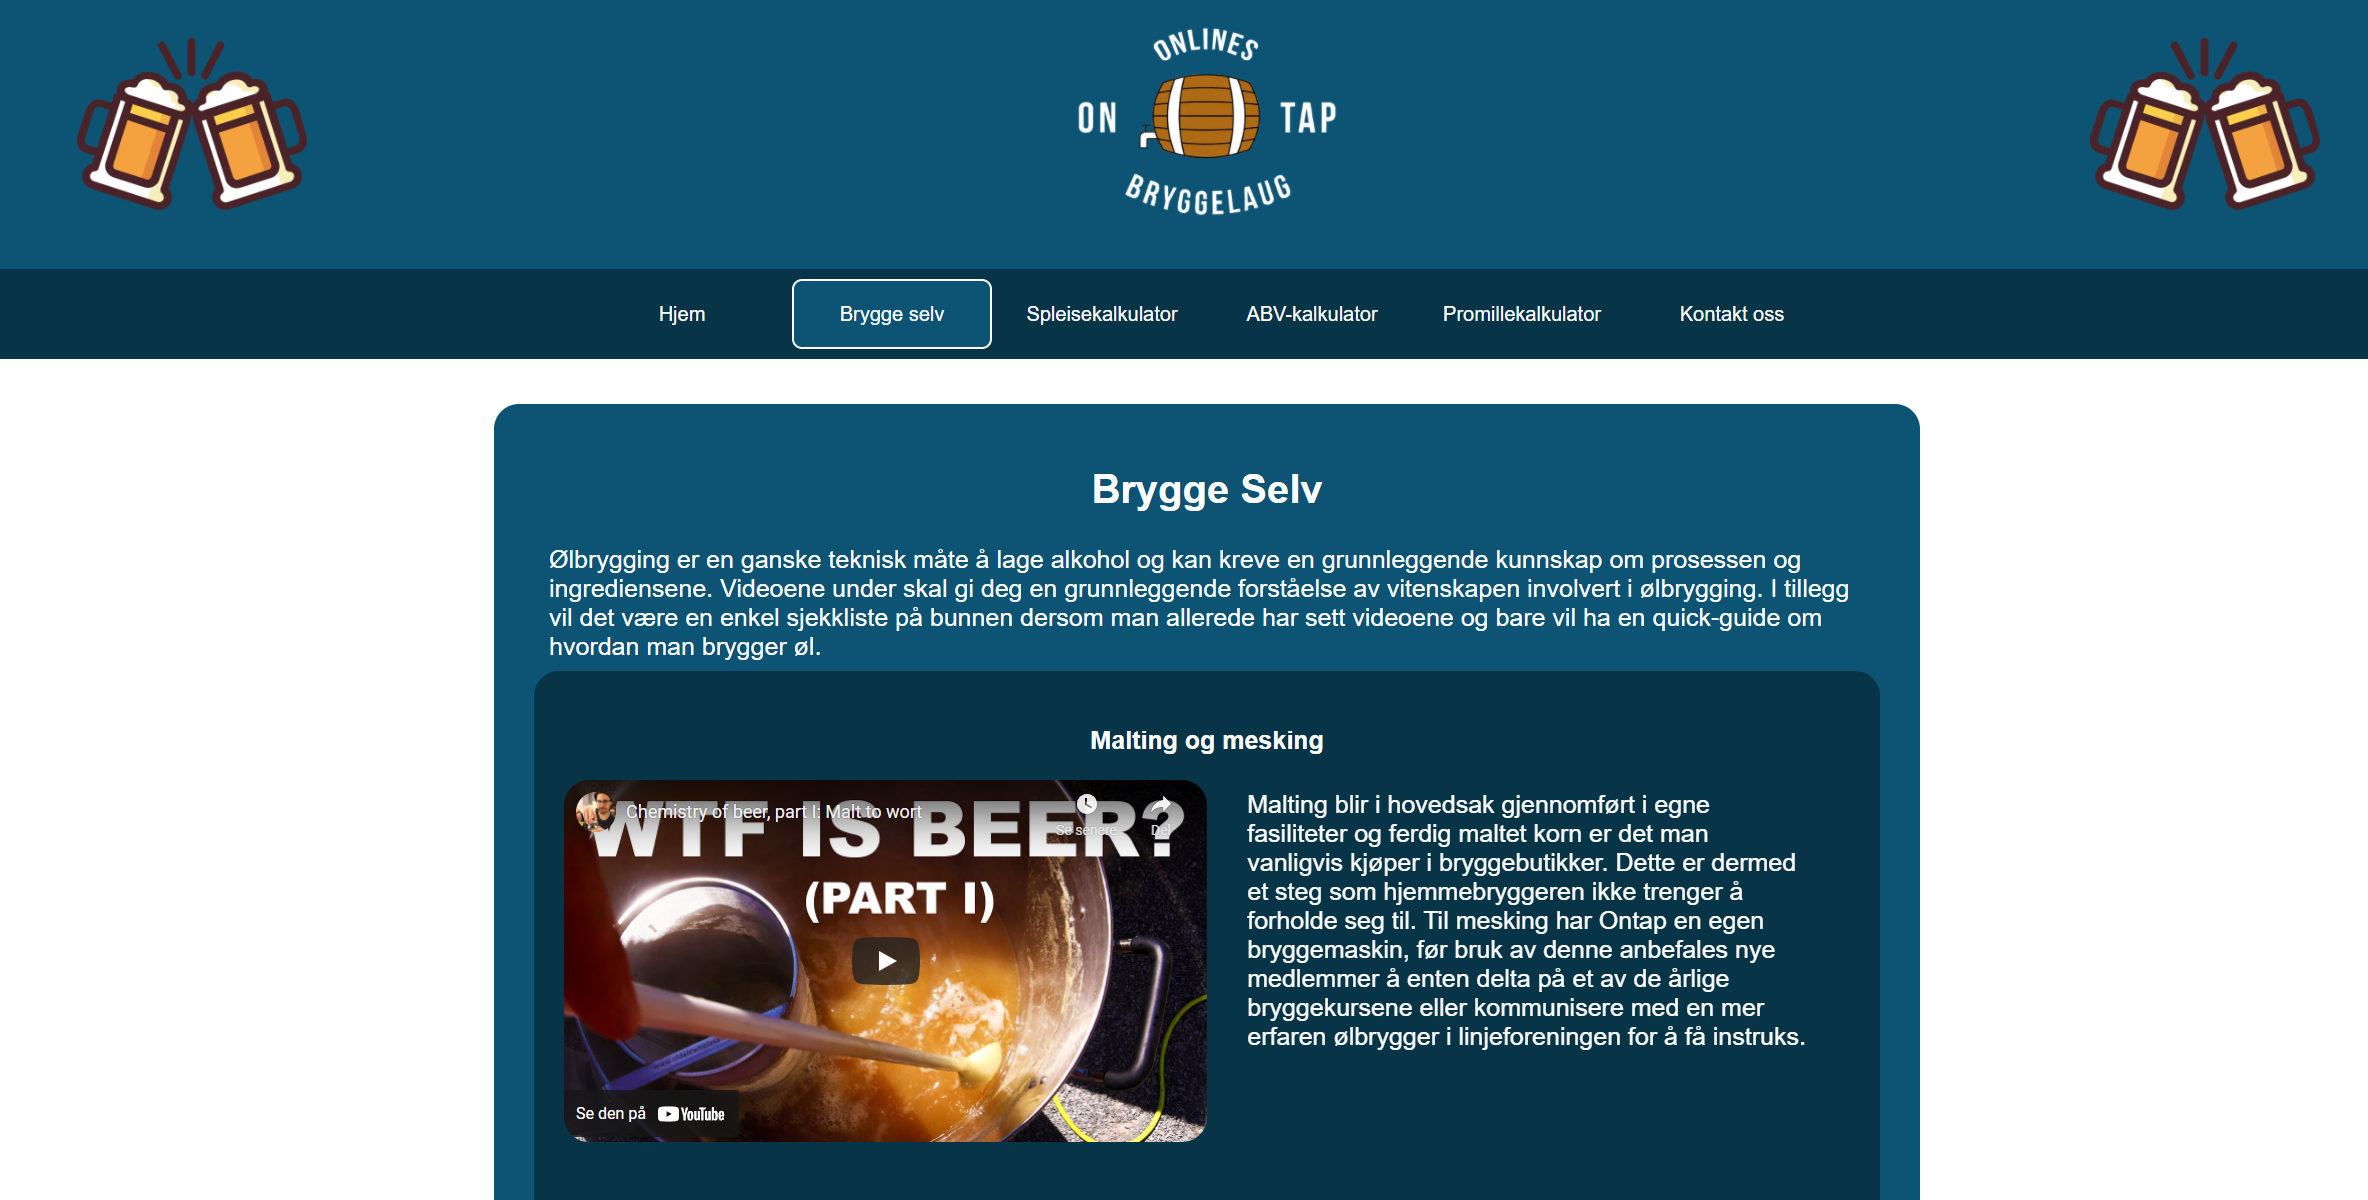 ONLINES
ON TAP
BRYGGELAUG
Hjem
Brygge selv
Spleisekalkulator
ABV-kalkulator
Promillekalkulator
Kontakt oss
Brygge Selv
Ølbrygging er en ganske teknisk måte å lage alkohol og kan kreve en grunnleggende kunnskap om prosessen og
ingrediensene. Videoene under skal gi deg en grunnleggende forståelse av vitenskapen involvert i ølbrygging. I tillegg
vil det være en enkel sjekkliste på bunnen dersom man allerede har sett videoene og bare vil ha en quick-guide om
hvordan man brygger øl.
Malting og mesking
Chemistry of beer, part I: Malt to wort
Se senere
Del
WTF IS BEER?
(PART I)
Se den på YouTube
Malting blir i hovedsak gjennomført i egne
fasiliteter og ferdig maltet korn er det man
vanligvis kjøper i bryggebutikker. Dette er dermed
et steg som hjemmebryggeren ikke trenger å
forholde seg til. Til mesking har Ontap en egen
bryggemaskin, før bruk av denne anbefales nye
medlemmer å enten delta på et av de årlige
bryggekursene eller kommunisere med en mer
erfaren ølbrygger i linjeforeningen for å få instruks.